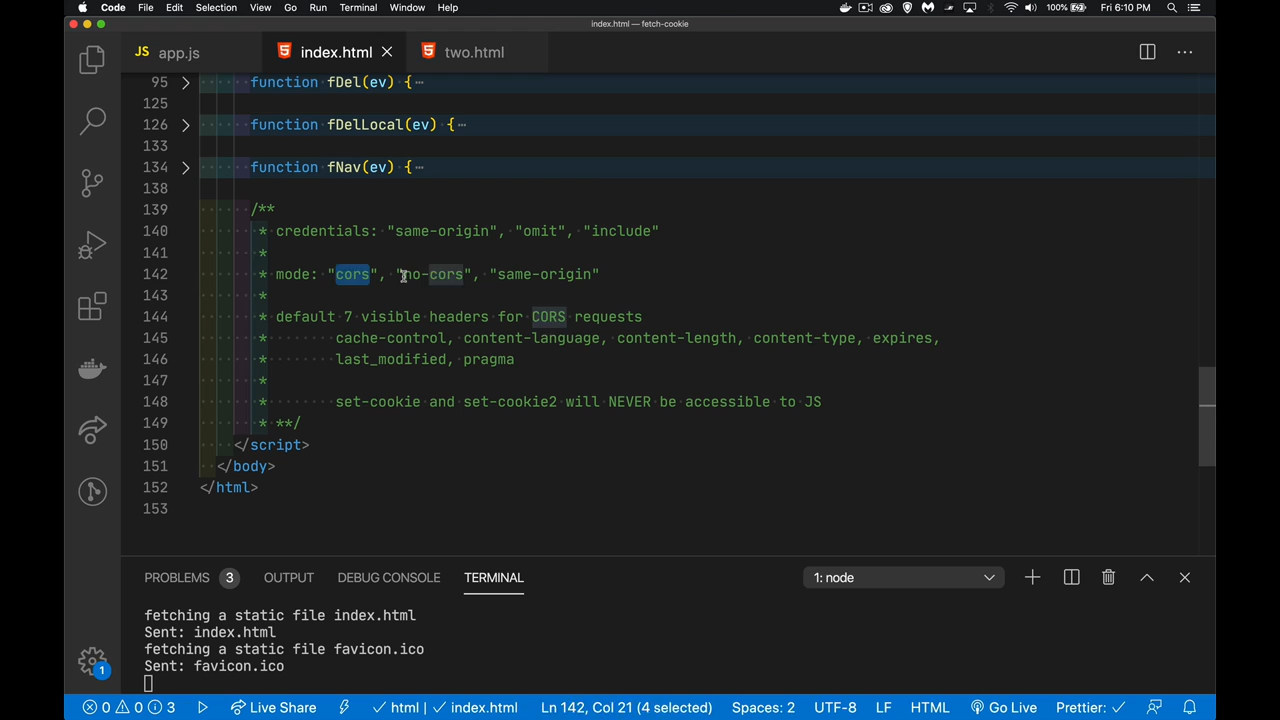 Code File Edit Selection View Go Run Terminal Window Help 100% Fri 6:10 PM
index.html — fetch-cookie
JS app.js index.html two.html
95 function fDel(ev) {
125
126 function fDelLocal(ev) {
133
134 function fNav(ev) {
138
139 /**
140 * credentials: "same-origin", "omit", "include"
141 *
142 * mode: "cors", "no-cors", "same-origin"
143 *
144 * default 7 visible headers for CORS requests
145 cache-control, content-language, content-length, content-type, expires,
146 * last_modified, pragma
147 *
148 * set-cookie and set-cookie2 will NEVER be accessible to JS
149 * **/
150 </script>
151 </body>
152 </html>
153
PROBLEMS 3 OUTPUT DEBUG CONSOLE TERMINAL 1: node
fetching a static file index.html
Sent: index.html
fetching a static file favicon.ico
Sent: favicon.ico
1
0 0 3 Live Share html | index.html Ln 142, Col 21 (4 selected) Spaces: 2 UTF-8 LF HTML Go Live Prettier: